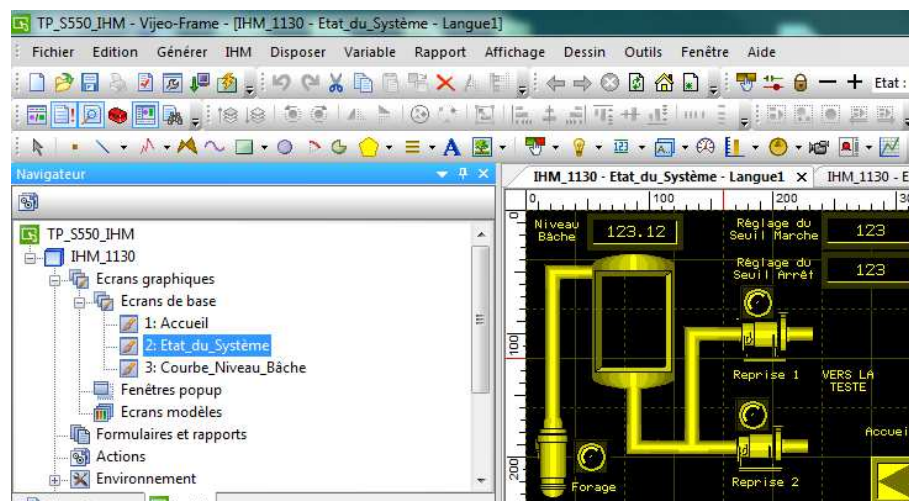 TP_S550_IHM - Vijeo-Frame - [IHM_1130 - Etat_du_Système - Langue1]
Fichier Edition Générer IHM Disposer Variable Rapport Affichage Dessin Outils Fenêtre Aide
Etat :
Navigateur
IHM_1130 - Etat_du_Système - Langue1 IHM_1130 - E
0 100 200
TP_S550_IHM
IHM_1130
Ecrans graphiques
Ecrans de base
1: Accueil
2: Etat_du_Système
3: Courbe_Niveau_Bâche
Fenêtres popup
Ecrans modèles
Formulaires et rapports
Actions
Environnement
0
100
200
Niveau
Bâche
123.12
Réglage du
Seuil Marche
123
Réglage du
Seuil Arrêt
123
Reprise 1
VERS LA
TESTE
Accuei
Forage
Reprise 2